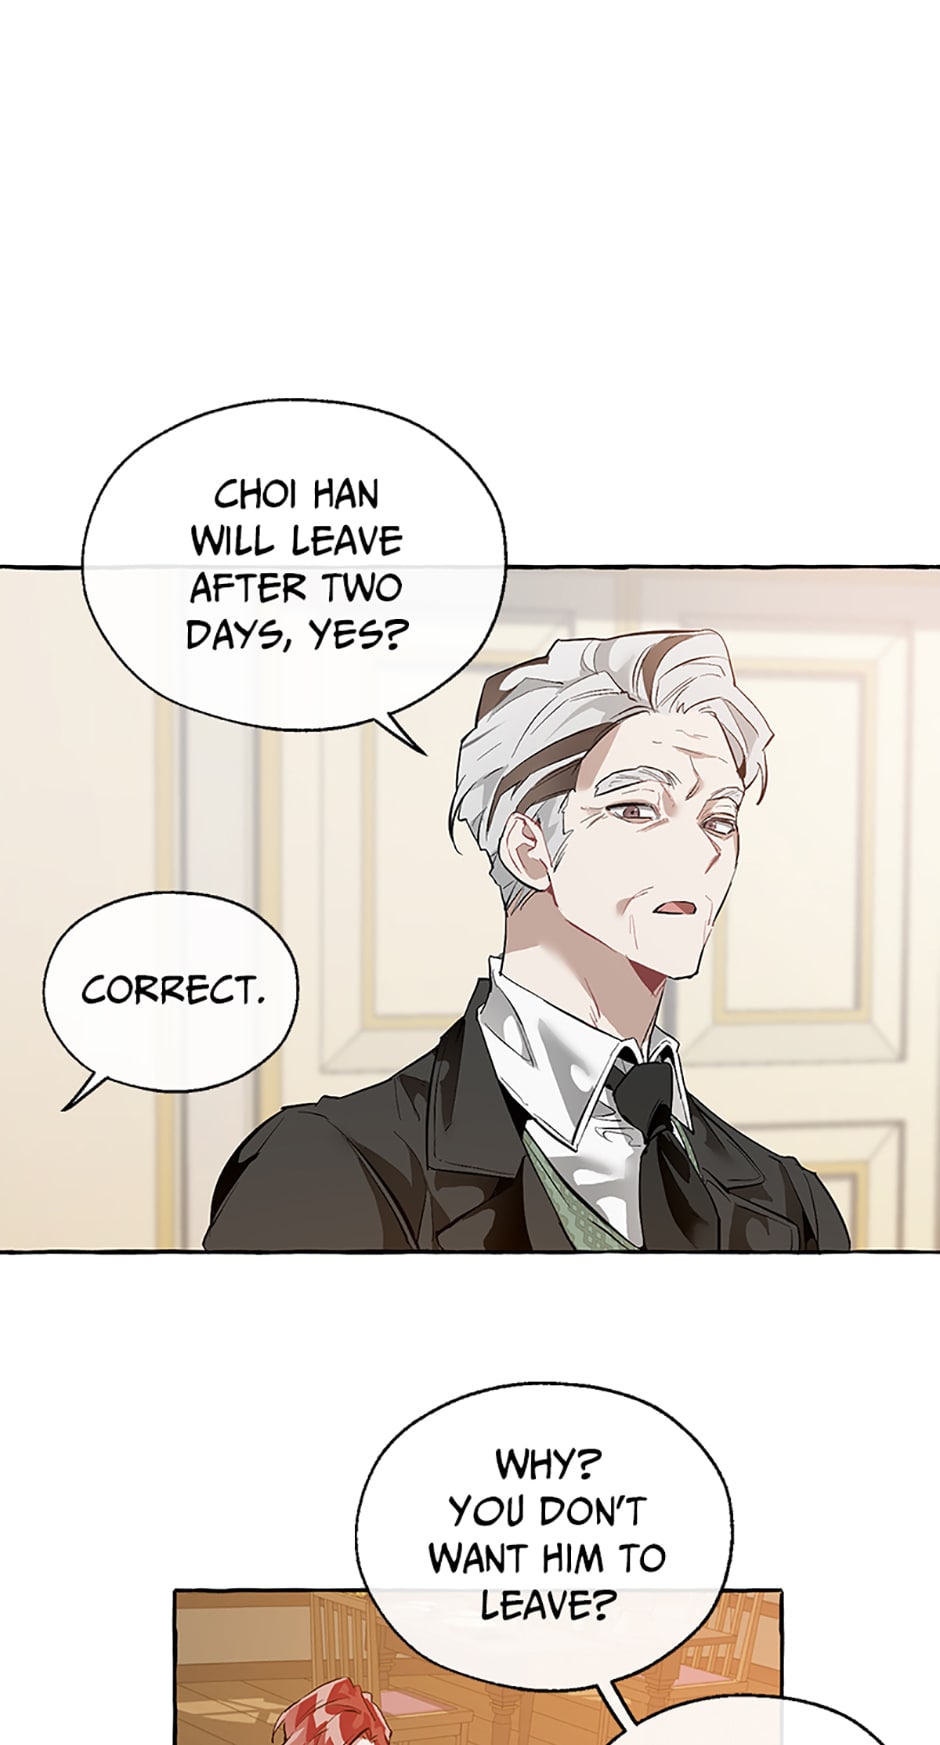 CHOI HAN
WILL LEAVE
AFTER TWO
DAYS, YES?
CORRECT.
WHY?
YOU DON'T
WANT HIM TO
LEAVE?